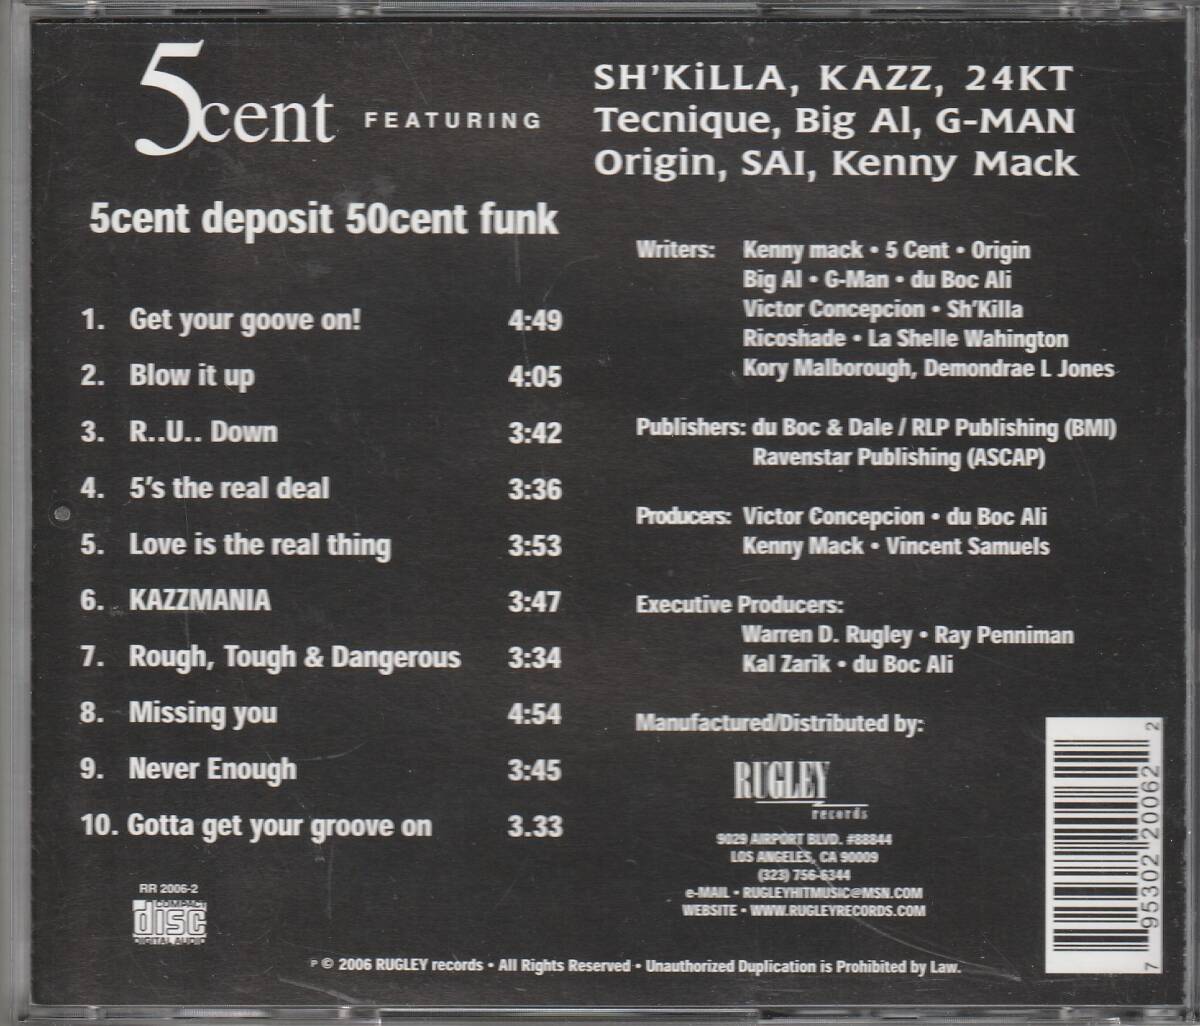 5cent FEATURING
SH'KiLLA, KAZZ, 24KT
Tecnique, Big Al, G-MAN
Origin, SAI, Kenny Mack
5cent deposit 50cent funk
1. Get your goove on! 4:49
2. Blow it up 4:05
3. R..U.. Down 3:42
4. 5's the real deal 3:36
5. Love is the real thing 3:53
6. KAZZMANIA 3:47
7. Rough, Tough & Dangerous 3:34
8. Missing you 4:54
9. Never Enough 3:45
10. Gotta get your groove on 3.33
Writers: Kenny mack • 5 Cent • Origin
Big Al • G-Man • du Boc Ali
Victor Concepcion • Sh'Killa
Ricoshade • La Shelle Wahington
Kory Malborough, Demondrae L Jones
Publishers: du Boc & Dale / RLP Publishing (BMI)
Ravenstar Publishing (ASCAP)
Producers: Victor Concepcion • du Boc Ali
Kenny Mack • Vincent Samuels
Executive Producers:
Warren D. Rugley • Ray Penniman
Kal Zarik • du Boc Ali
Manufactured/Distributed by:
RUGLEY
records
9029 AIRPORT BLVD. #88844
LOS ANGELES, CA 90009
(323) 756-6344
e-MAIL • RUGLEYHITMUSIC@MSN.COM
WEBSITE • WWW.RUGLEYRECORDS.COM
RR 2006-2
COMPACT
disc
DIGITAL AUDIO
7 95302 20062 2
℗ © 2006 RUGLEY records • All Rights Reserved • Unauthorized Duplication is Prohibited by Law.